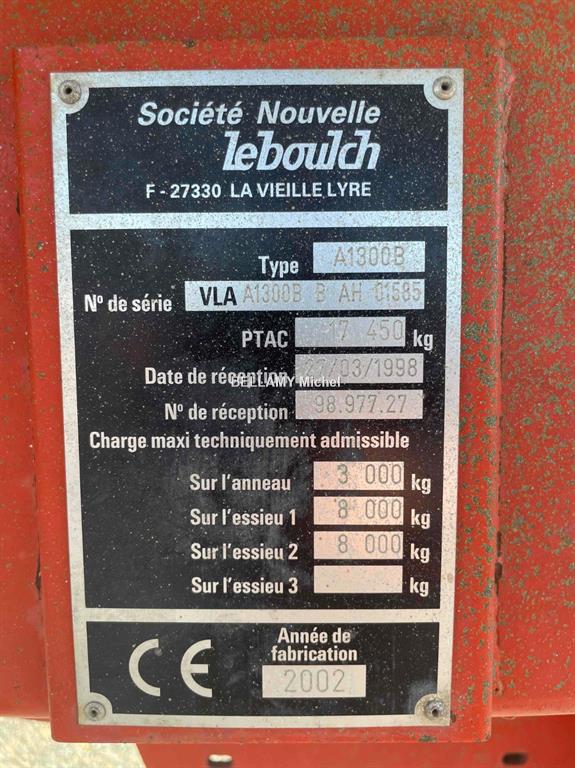 Société Nouvelle
leboulch
F - 27330 LA VIEILLE LYRE
Type A1300B
N° de série VLA A1300B B AH 01585
PTAC 17 450 kg
Date de réception 27/03/1998
BELLAMY Michel
N° de réception 98.977.27
Charge maxi techniquement admissible
Sur l'anneau 3 000 kg
Sur l'essieu 1 8 000 kg
Sur l'essieu 2 8 000 kg
Sur l'essieu 3 kg
CE
Année de
fabrication
2002